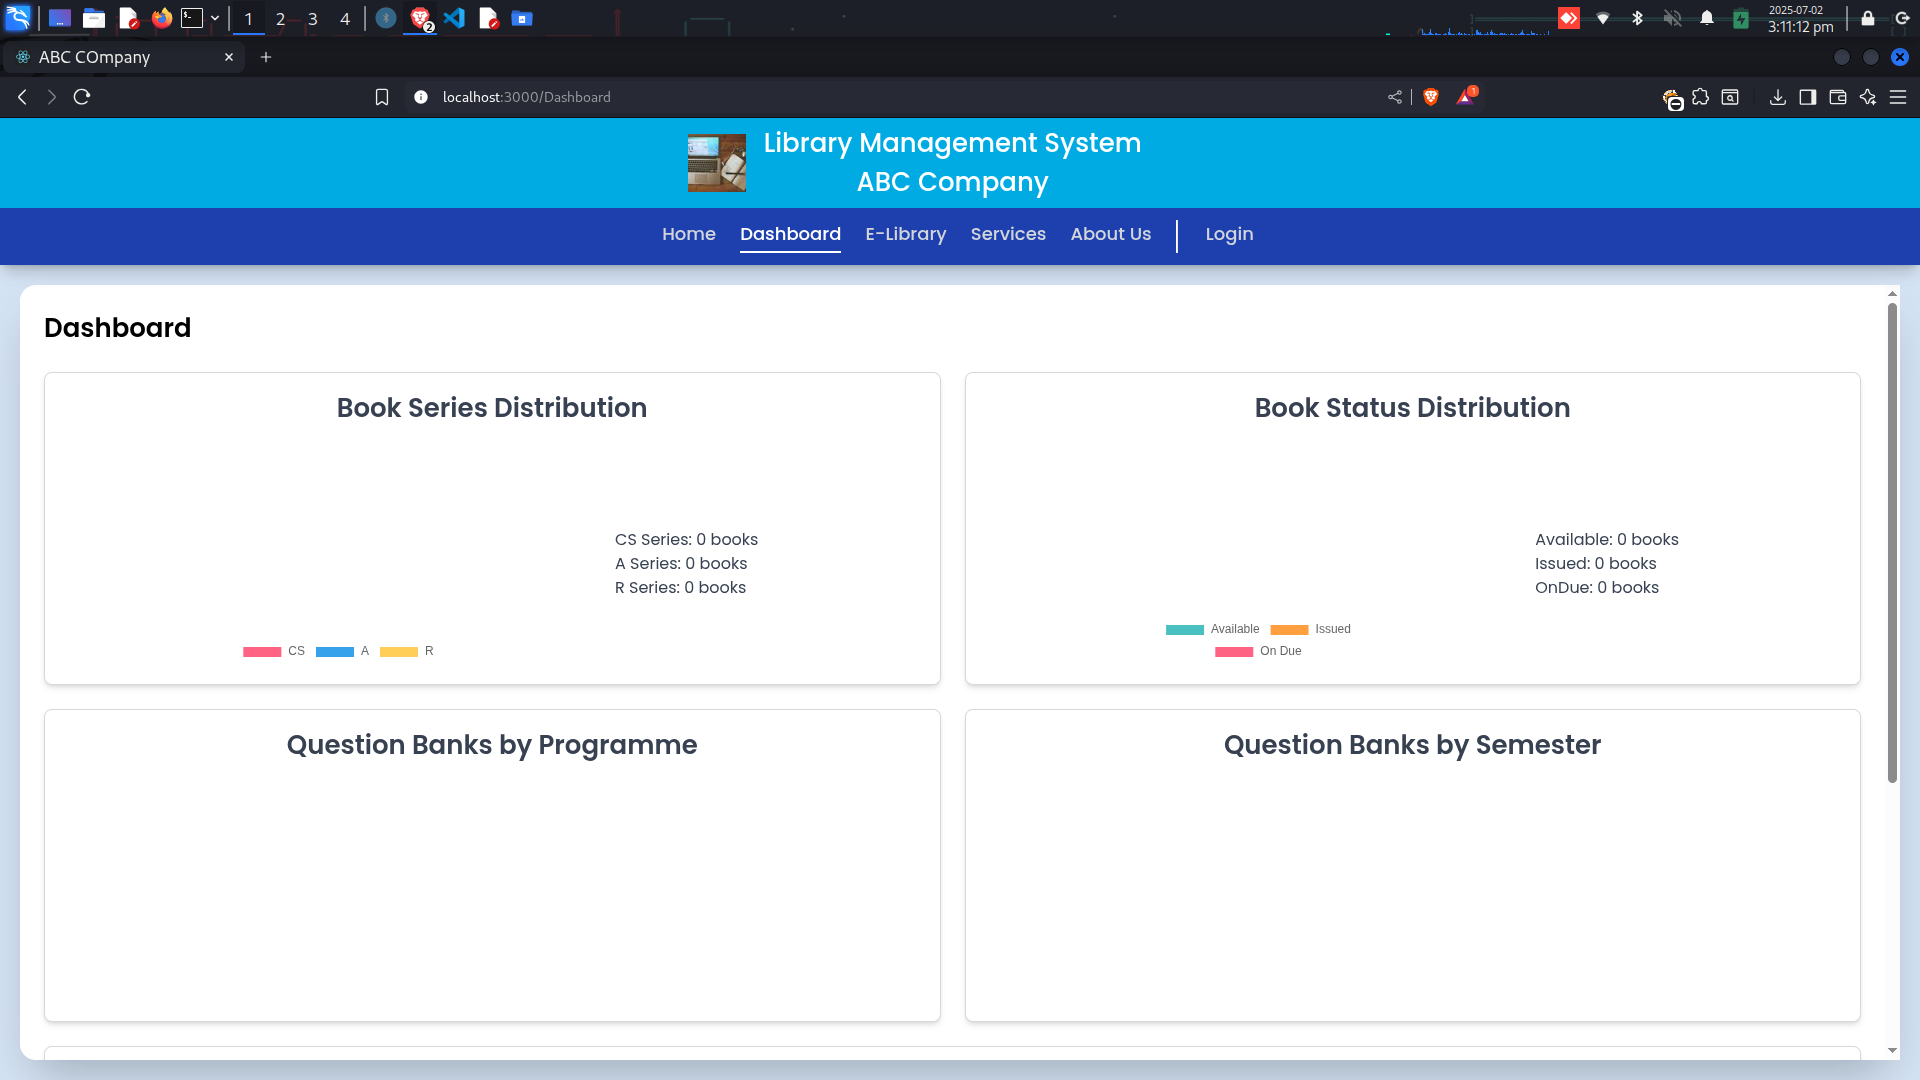 1
2
3
4
2
2025-07-02
3:11:12 pm
ABC COmpany
localhost:3000/Dashboard
1
Library Management System
ABC Company
Home
Dashboard
E-Library
Services
About Us
Login
Dashboard
Book Series Distribution
CS Series: 0 books
A Series: 0 books
R Series: 0 books
CS
A
R
Book Status Distribution
Available: 0 books
Issued: 0 books
OnDue: 0 books
Available
Issued
On Due
Question Banks by Programme
Question Banks by Semester